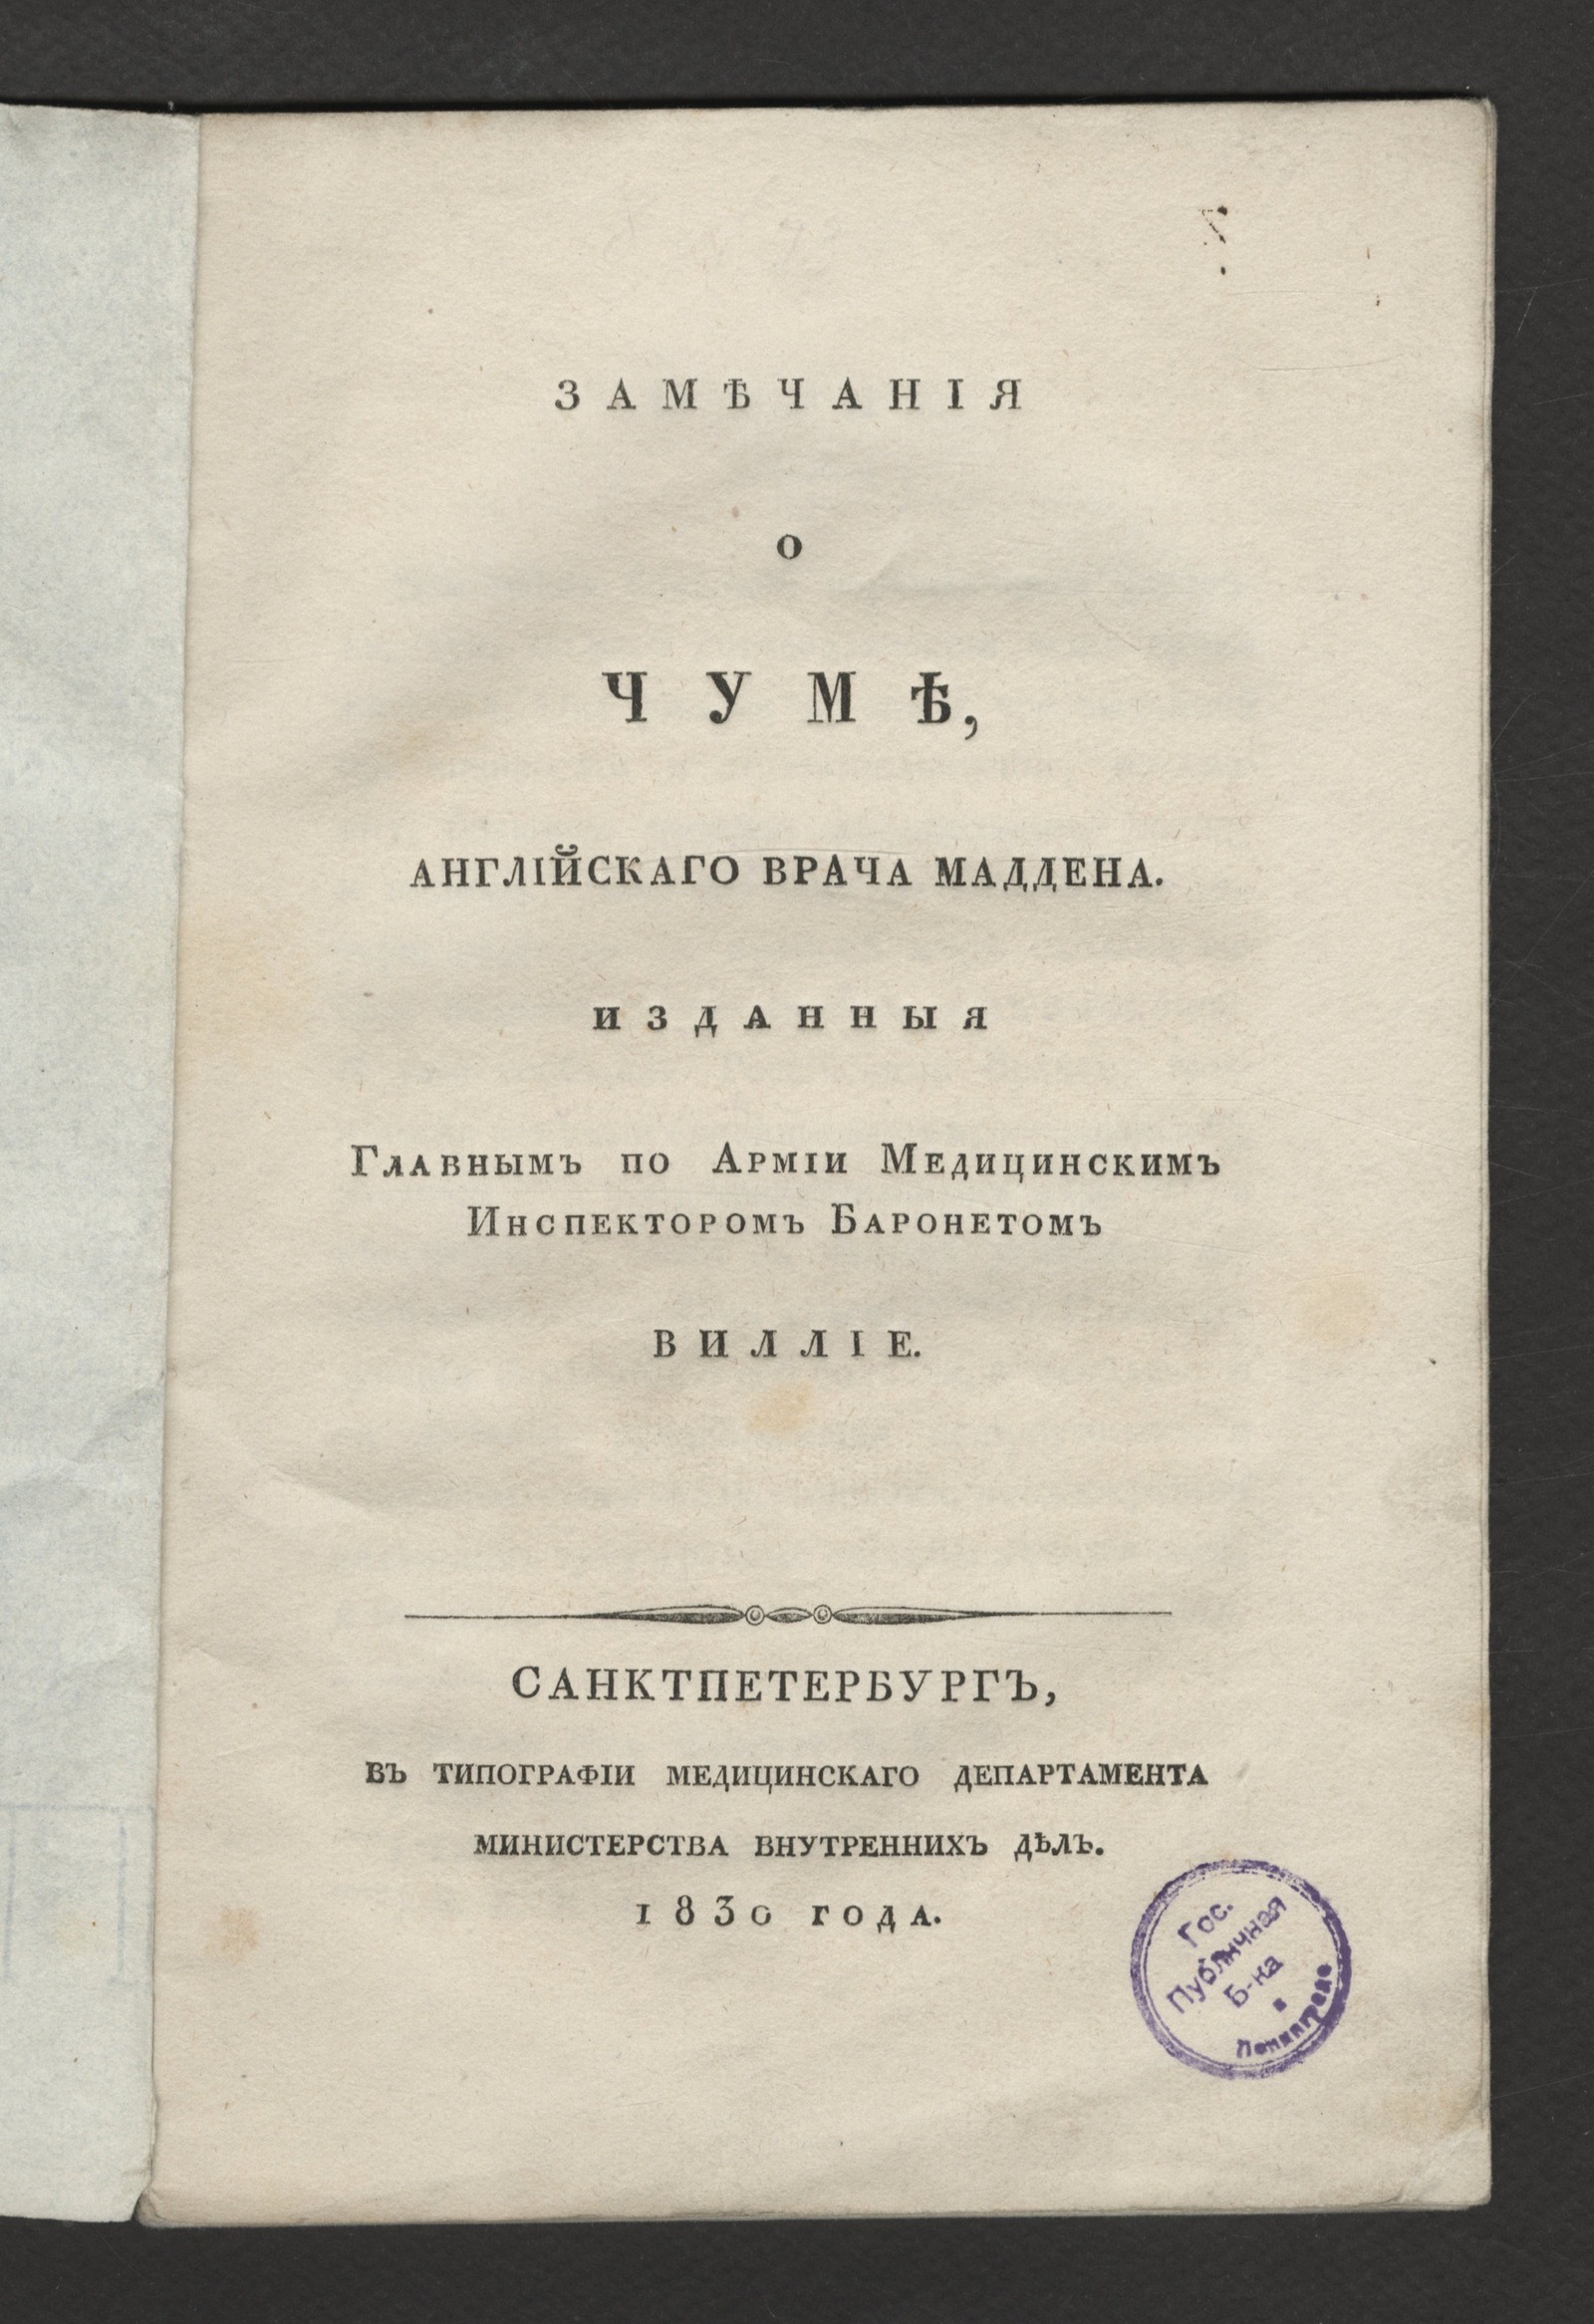 ЗАМѢЧАНІЯ
О
ЧУМѢ,
АНГЛІЙСКАГО ВРАЧА МАДДЕНА.
ИЗДАННЫЯ
Главнымъ по Арміи Медицинскимъ
Инспекторомъ Баронетомъ
ВИЛЛІЕ.
САНКТПЕТЕРБУРГЪ,
ВЪ ТИПОГРАФІИ МЕДИЦИНСКАГО ДЕПАРТАМЕНТА
МИНИСТЕРСТВА ВНУТРЕННИХЪ ДѢЛЪ.
1830 ГОДА.
Гос.
Публичная
Б-ка
в
Ленинграде